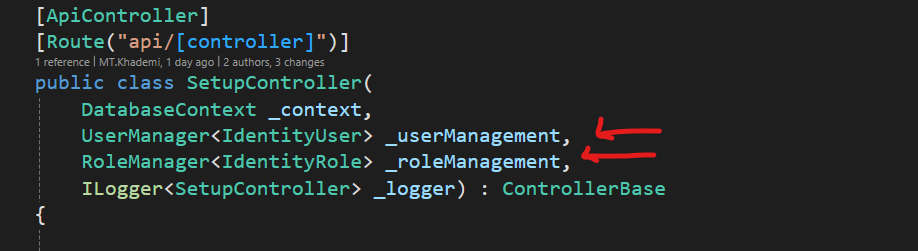 [ApiController]
[Route("api/[controller]")]
1 reference | MT.Khademi, 1 day ago | 2 authors, 3 changes
public class SetupController(
DatabaseContext _context,
UserManager<IdentityUser> _userManagement,
RoleManager<IdentityRole> _roleManagement,
ILogger<SetupController> _logger) : ControllerBase
{